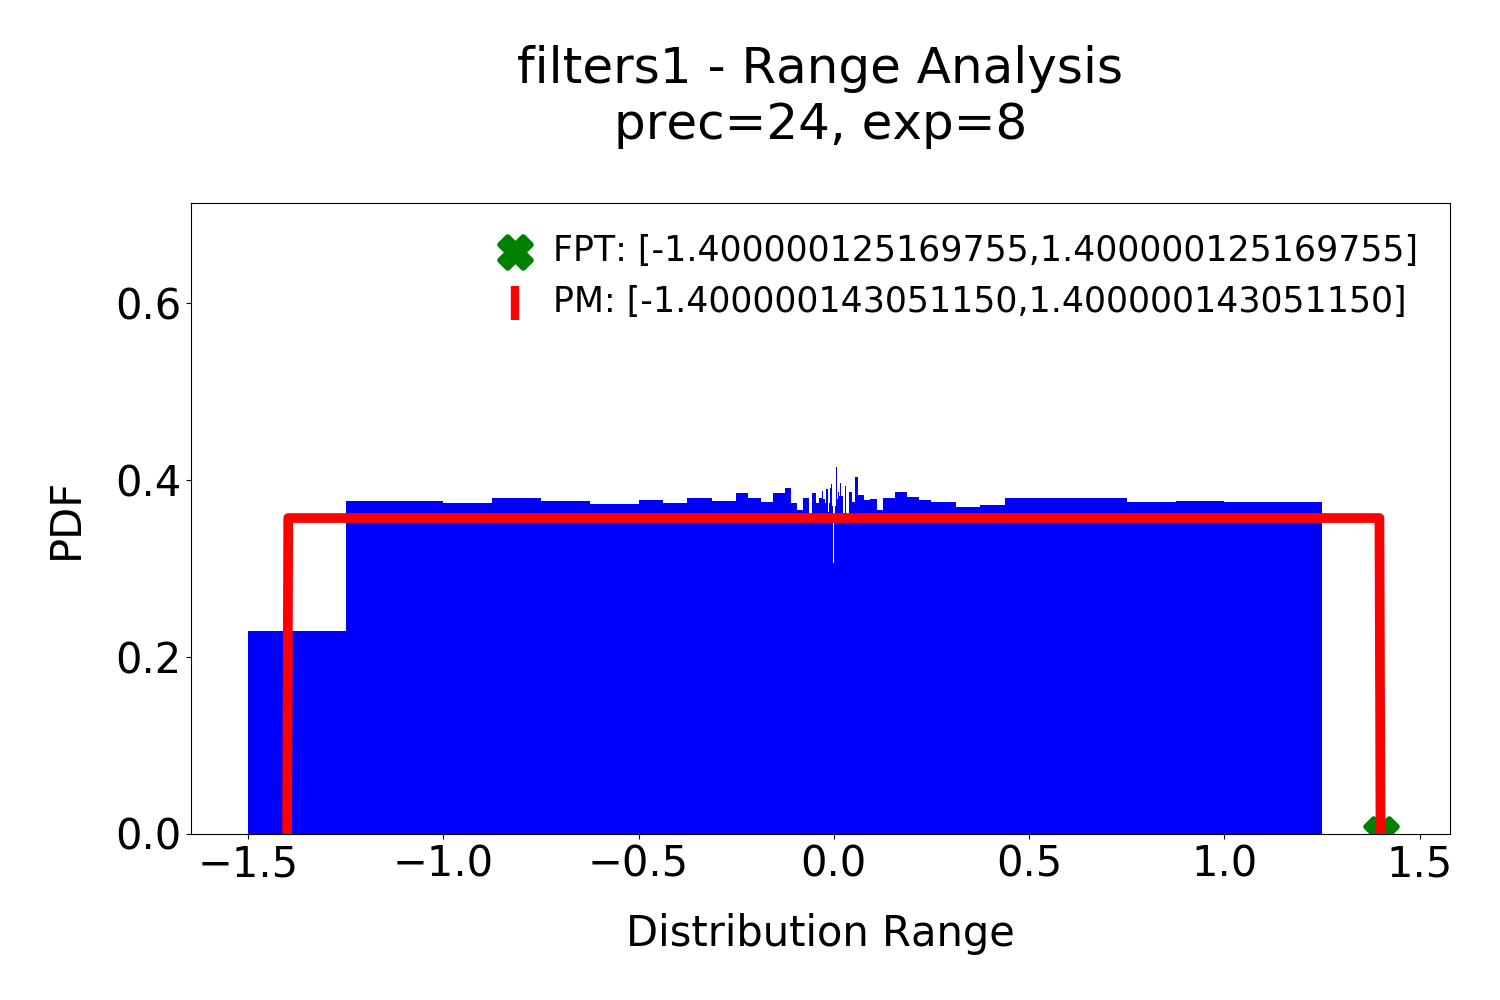 filters1 - Range Analysis
prec=24, exp=8
FPT: [-1.400000125169755,1.400000125169755]
PM: [-1.400000143051150,1.400000143051150]
PDF
0.6
0.4
0.2
0.0
−1.5 −1.0 −0.5 0.0 0.5 1.0 1.5
Distribution Range